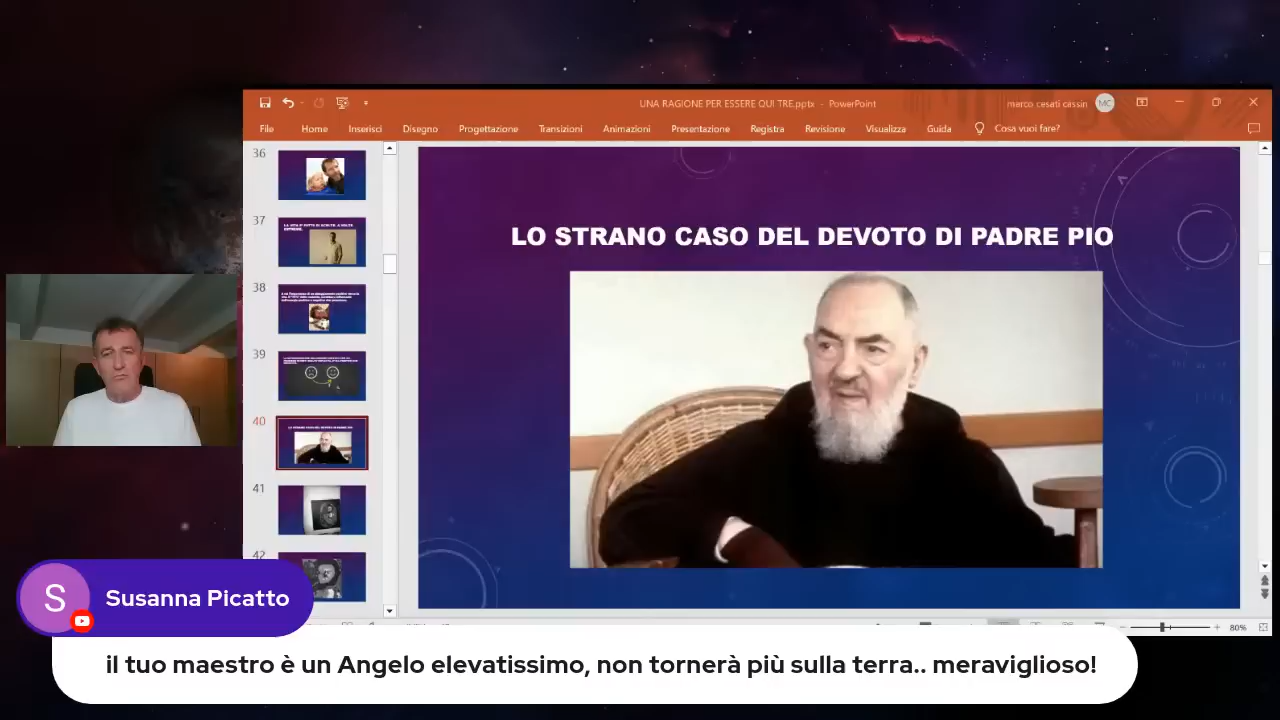 UNA RAGIONE PER ESSERE QUI TRE.pptx - PowerPoint
marco cesati cassin
MC
File Home Inserisci Disegno Progettazione Transizioni Animazioni Presentazione Registra Revisione Visualizza Guida Cosa vuoi fare?
36
37
38
39
40
41
42
LO STRANO CASO DEL DEVOTO DI PADRE PIO
80%
S
Susanna Picatto
il tuo maestro è un Angelo elevatissimo, non tornerà più sulla terra.. meraviglioso!